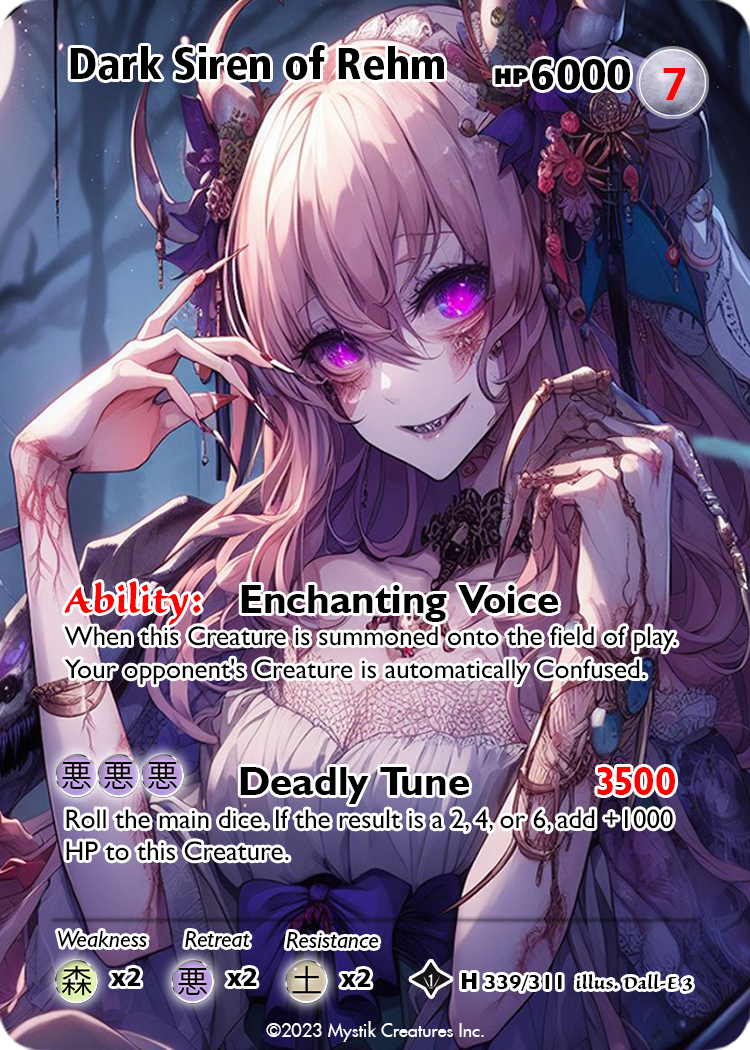 Dark Siren of Rehm HP6000 7
Ability: Enchanting Voice
When this Creature is summoned onto the field of play.
Your opponent's Creature is automatically Confused.
悪 悪 悪 Deadly Tune 3500
Roll the main dice. If the result is a 2, 4, or 6, add +1000
HP to this Creature.
Weakness Retreat Resistance
森 x2 悪 x2 土 x2 1 H 339/311 illus. Dall-E 3
©2023 Mystik Creatures Inc.